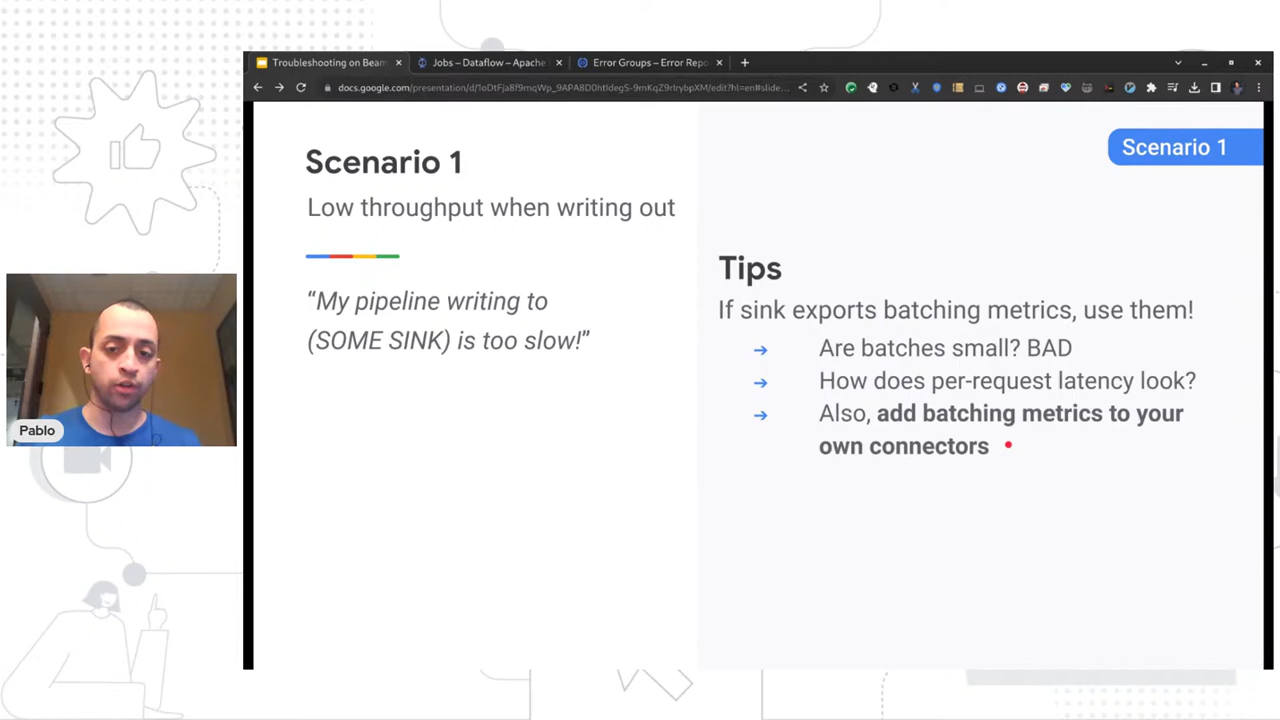 Troubleshooting on Beam
Jobs – Dataflow – Apache
Error Groups – Error Repo
Scenario 1
Low throughput when writing out
“My pipeline writing to
(SOME SINK) is too slow!”
Scenario 1
Tips
If sink exports batching metrics, use them!
➔ Are batches small? BAD
➔ How does per-request latency look?
➔ Also, add batching metrics to your
own connectors
Pablo